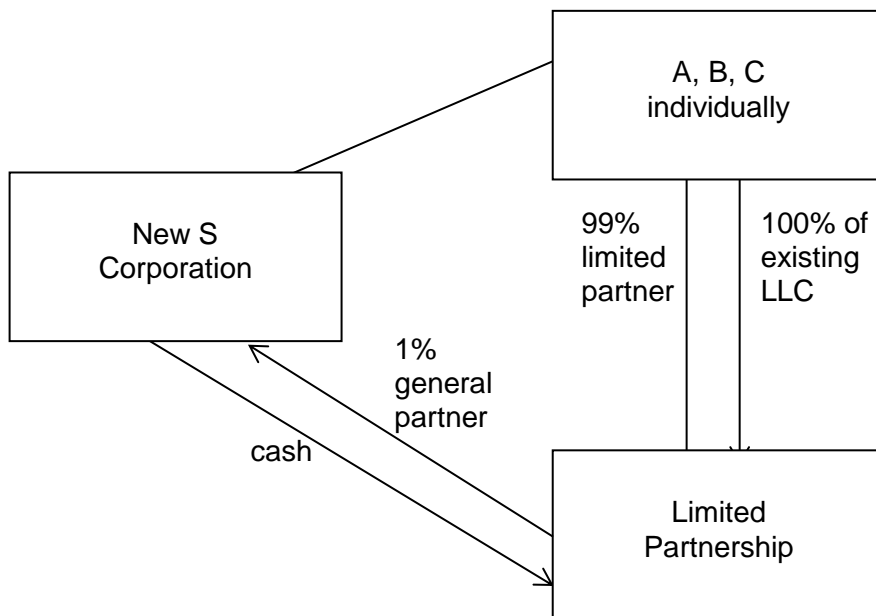 A, B, C
individually
New S
Corporation
99%
limited
partner
100% of
existing
LLC
1%
general
partner
cash
Limited
Partnership